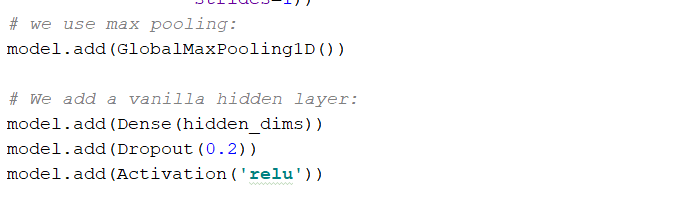 strides=1))
# we use max pooling:
model.add(GlobalMaxPooling1D())
# We add a vanilla hidden layer:
model.add(Dense(hidden_dims))
model.add(Dropout(0.2))
model.add(Activation('relu'))